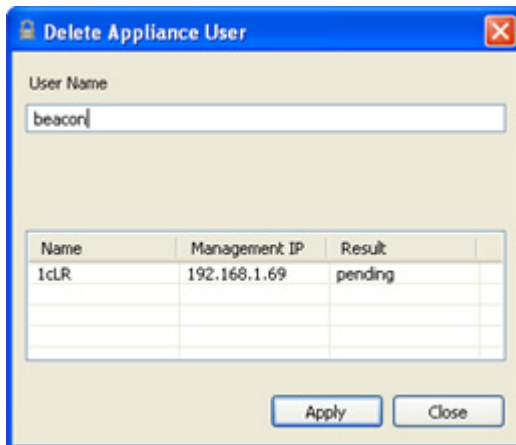 Delete Appliance User
User Name
beacon
Name Management IP Result
1cLR 192.168.1.69 pending
Apply Close